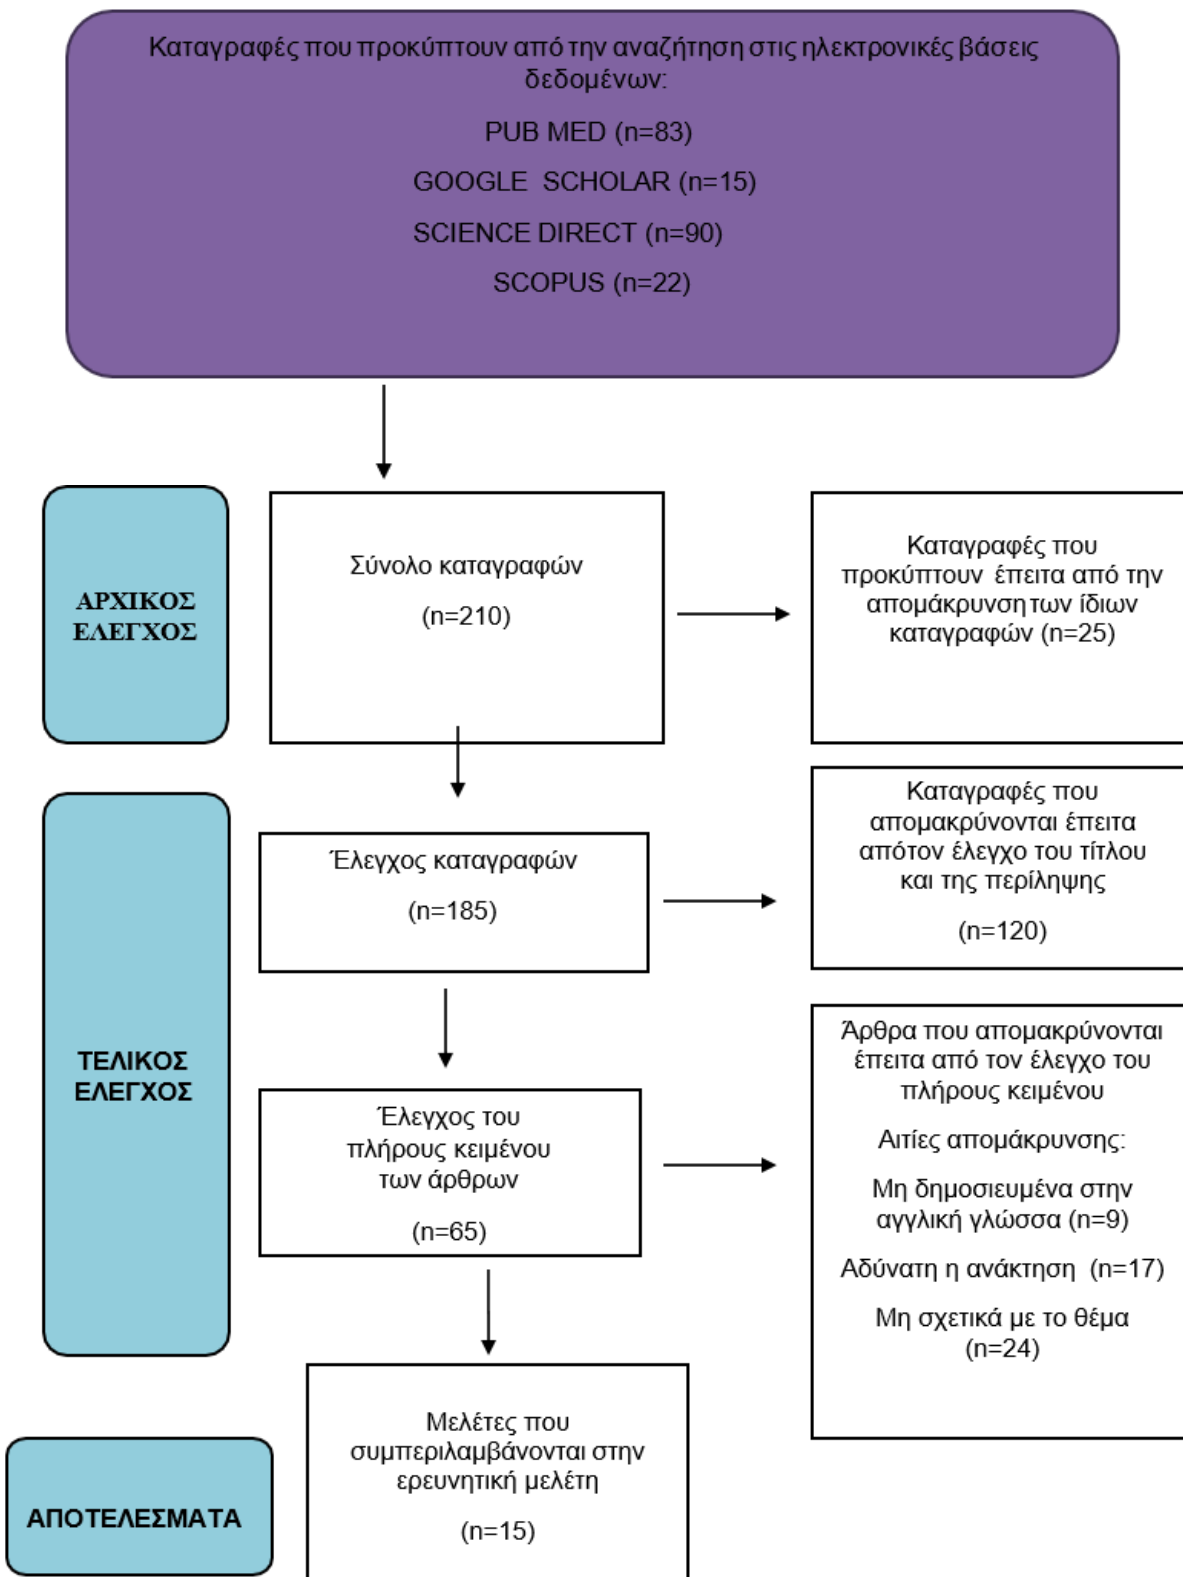 Καταγραφές που προκύπτουν από την αναζήτηση στις ηλεκτρονικές βάσεις
δεδομένων:
PUB MED (n=83)
GOOGLE SCHOLAR (n=15)
SCIENCE DIRECT (n=90)
SCOPUS (n=22)
ΑΡΧΙΚΟΣ
ΕΛΕΓΧΟΣ
Σύνολο καταγραφών
(n=210)
Καταγραφές που
προκύπτουν έπειτα από την
απομάκρυνση των ίδιων
καταγραφών (n=25)
ΤΕΛΙΚΟΣ
ΕΛΕΓΧΟΣ
Έλεγχος καταγραφών
(n=185)
Καταγραφές που
απομακρύνονται έπειτα
απότον έλεγχο του τίτλου
και της περίληψης
(n=120)
Έλεγχος του
πλήρους κειμένου
των άρθρων
(n=65)
Άρθρα που απομακρύνονται
έπειτα από τον έλεγχο του
πλήρους κειμένου
Αιτίες απομάκρυνσης:
Μη δημοσιευμένα στην
αγγλική γλώσσα (n=9)
Αδύνατη η ανάκτηση (n=17)
Μη σχετικά με το θέμα
(n=24)
ΑΠΟΤΕΛΕΣΜΑΤΑ
Μελέτες που
συμπεριλαμβάνονται στην
ερευνητική μελέτη
(n=15)